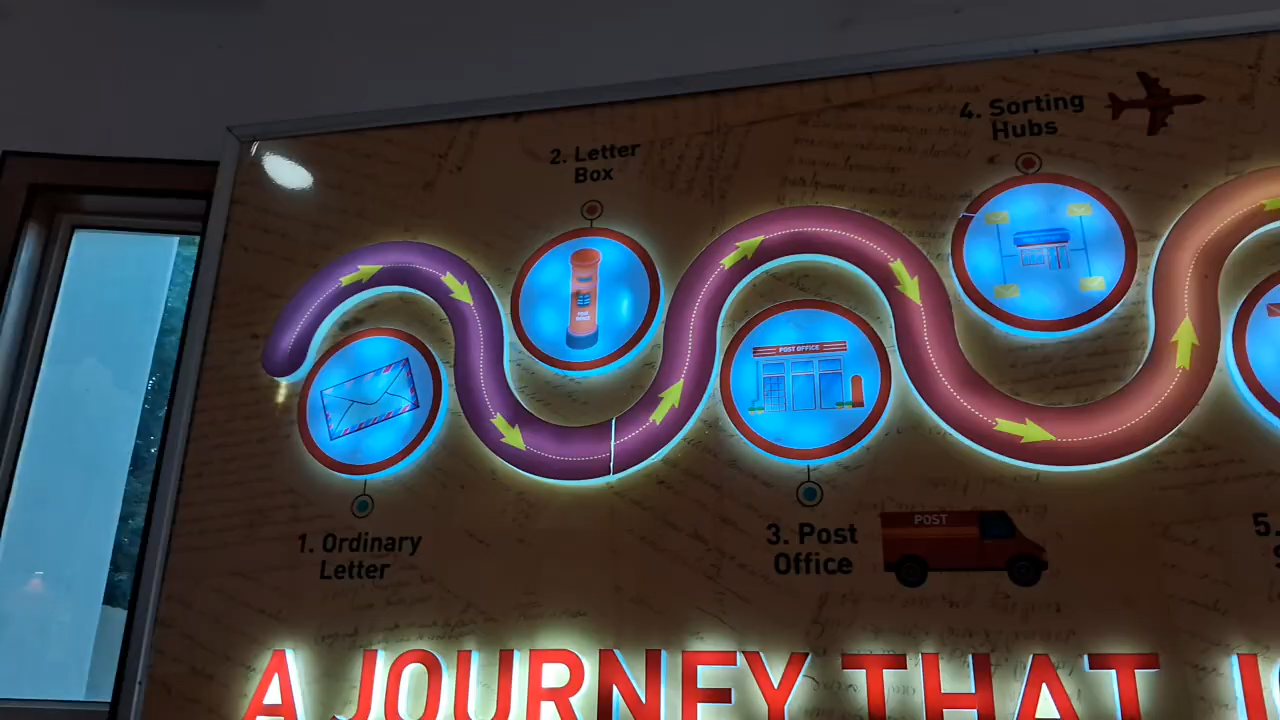 4. Sorting
Hubs
2. Letter
Box
POST OFFICE
1. Ordinary
Letter
3. Post
Office
POST
5.
A JOURNEY THAT